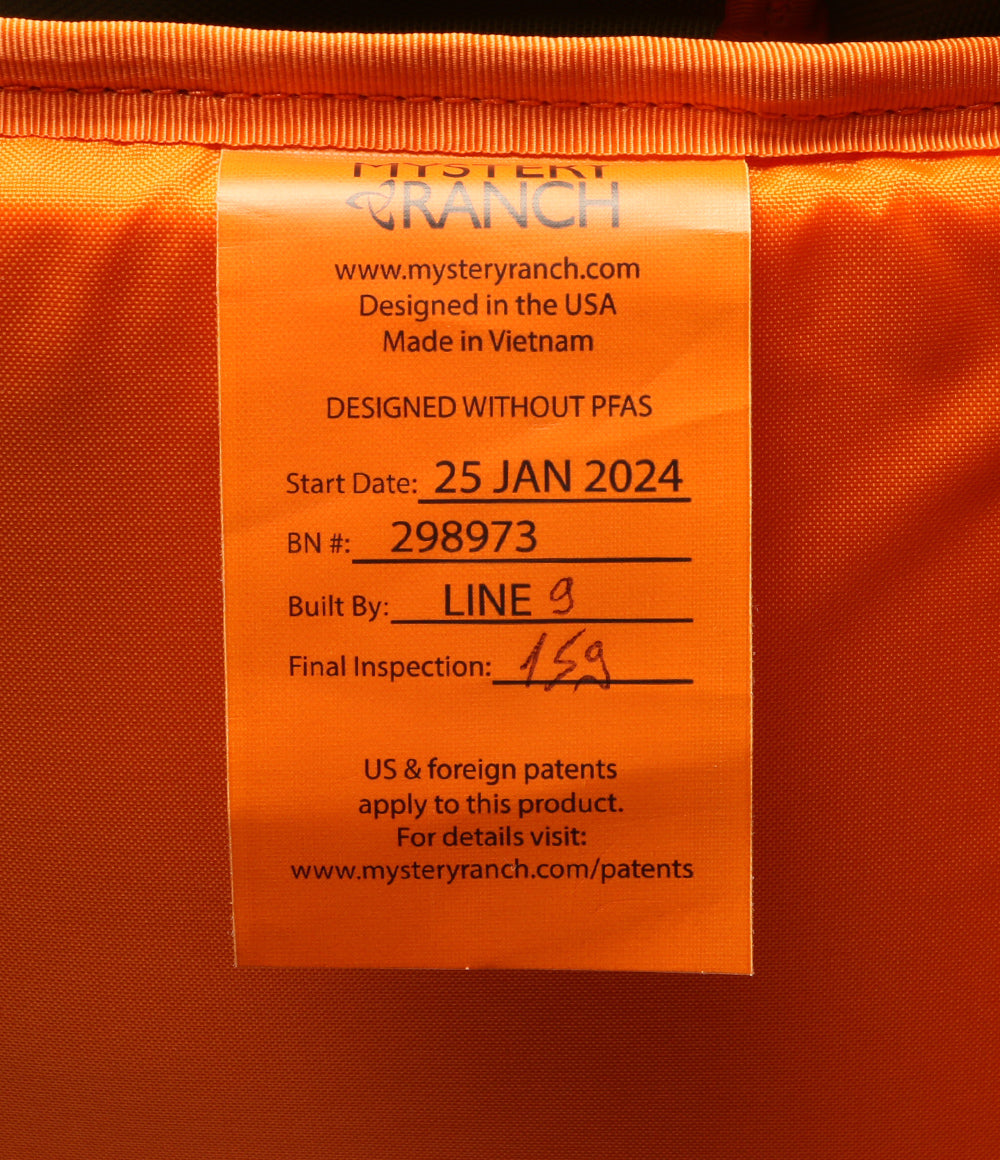 MYSTERY
RANCH
www.mysteryranch.com
Designed in the USA
Made in Vietnam
DESIGNED WITHOUT PFAS
Start Date: 25 JAN 2024
BN #: 298973
Built By: LINE 9
Final Inspection: 159
US & foreign patents
apply to this product.
For details visit:
www.mysteryranch.com/patents